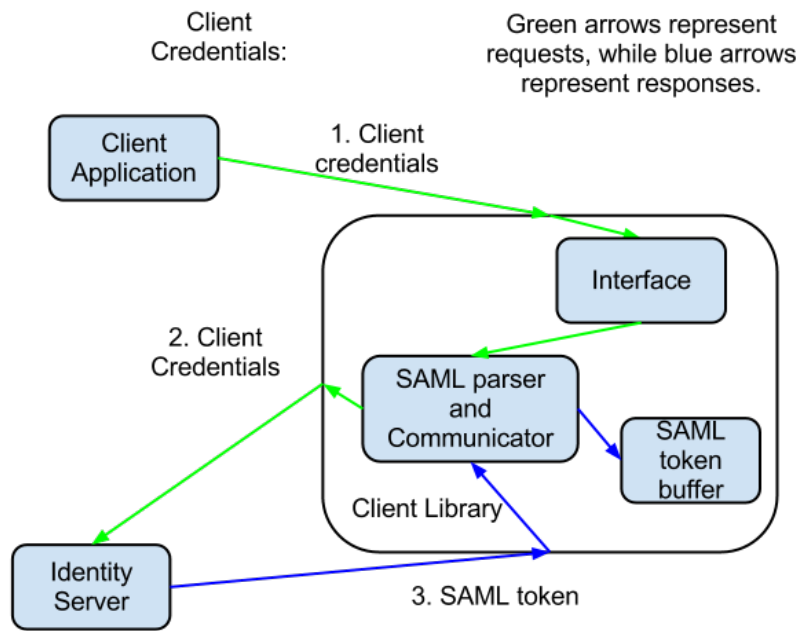 Client
Credentials:
Green arrows represent
requests, while blue arrows
represent responses.
Client
Application
1. Client
credentials
Interface
2. Client
Credentials
SAML parser
and
Communicator
SAML
token
buffer
Client Library
Identity
Server
3. SAML token